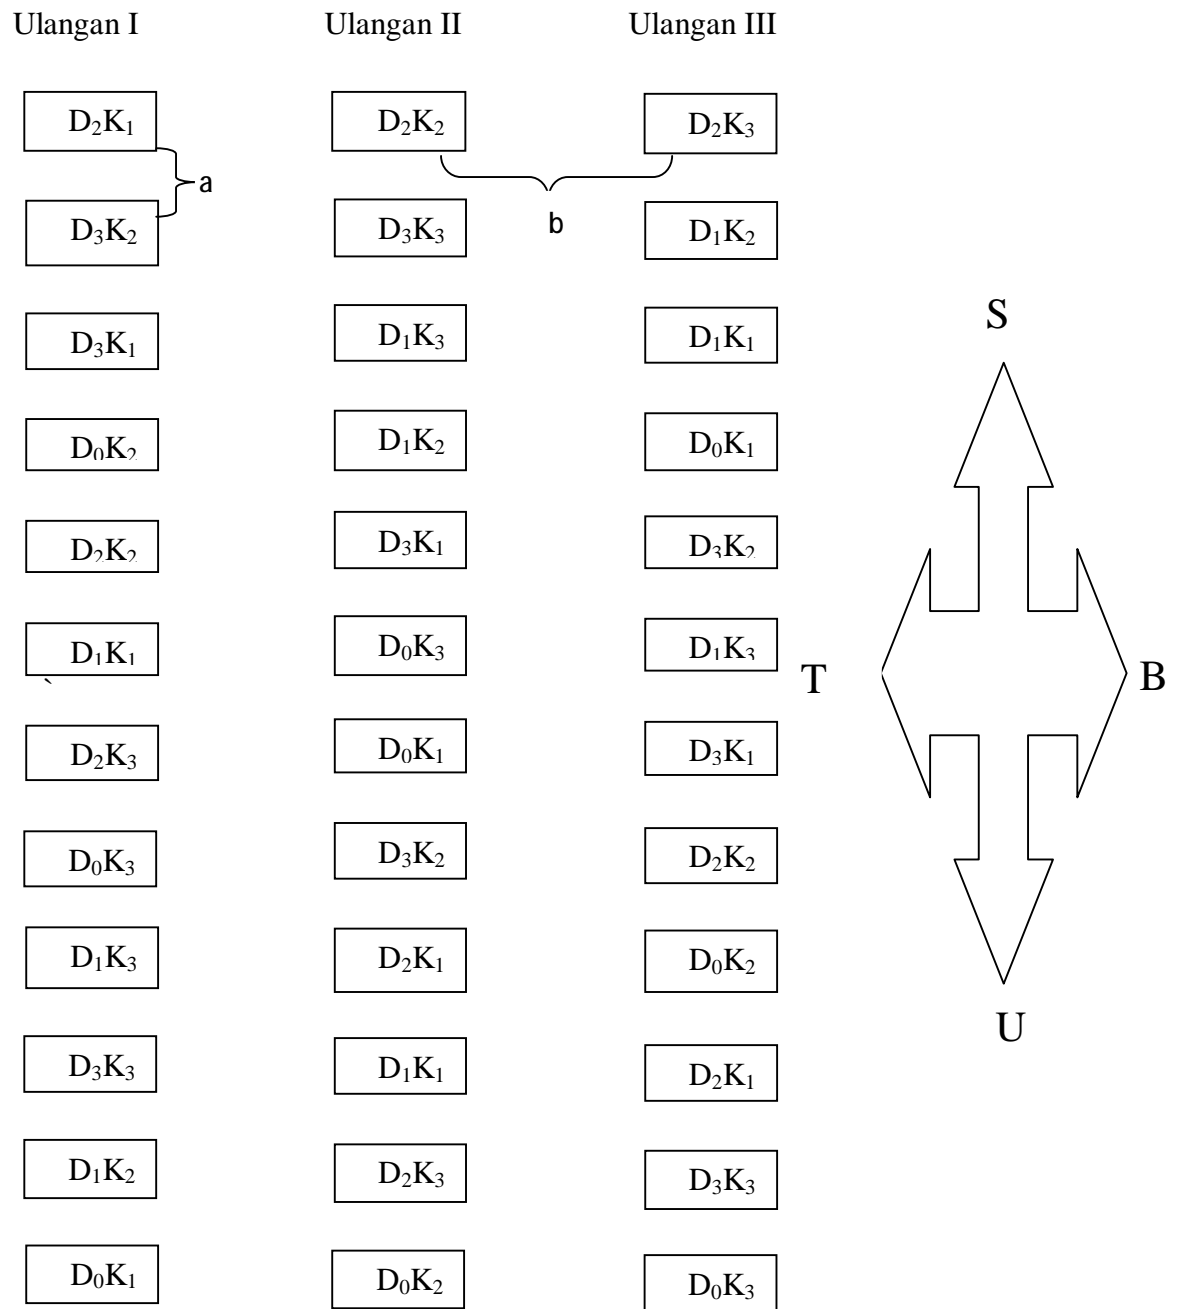 Ulangan I Ulangan II Ulangan III
D₂K₁ D₂K₂ D₂K₃
a
D₃K₂ D₃K₃ D₁K₂
b
D₃K₁ D₁K₃ D₁K₁
S
D₀K₂ D₁K₂ D₀K₁
D₂K₂ D₃K₁ D₃K₂
D₁K₁ D₀K₃ D₁K₃
` T B
D₂K₃ D₀K₁ D₃K₁
D₀K₃ D₃K₂ D₂K₂
D₁K₃ D₂K₁ D₀K₂
U
D₃K₃ D₁K₁ D₂K₁
D₁K₂ D₂K₃ D₃K₃
D₀K₁ D₀K₂ D₀K₃